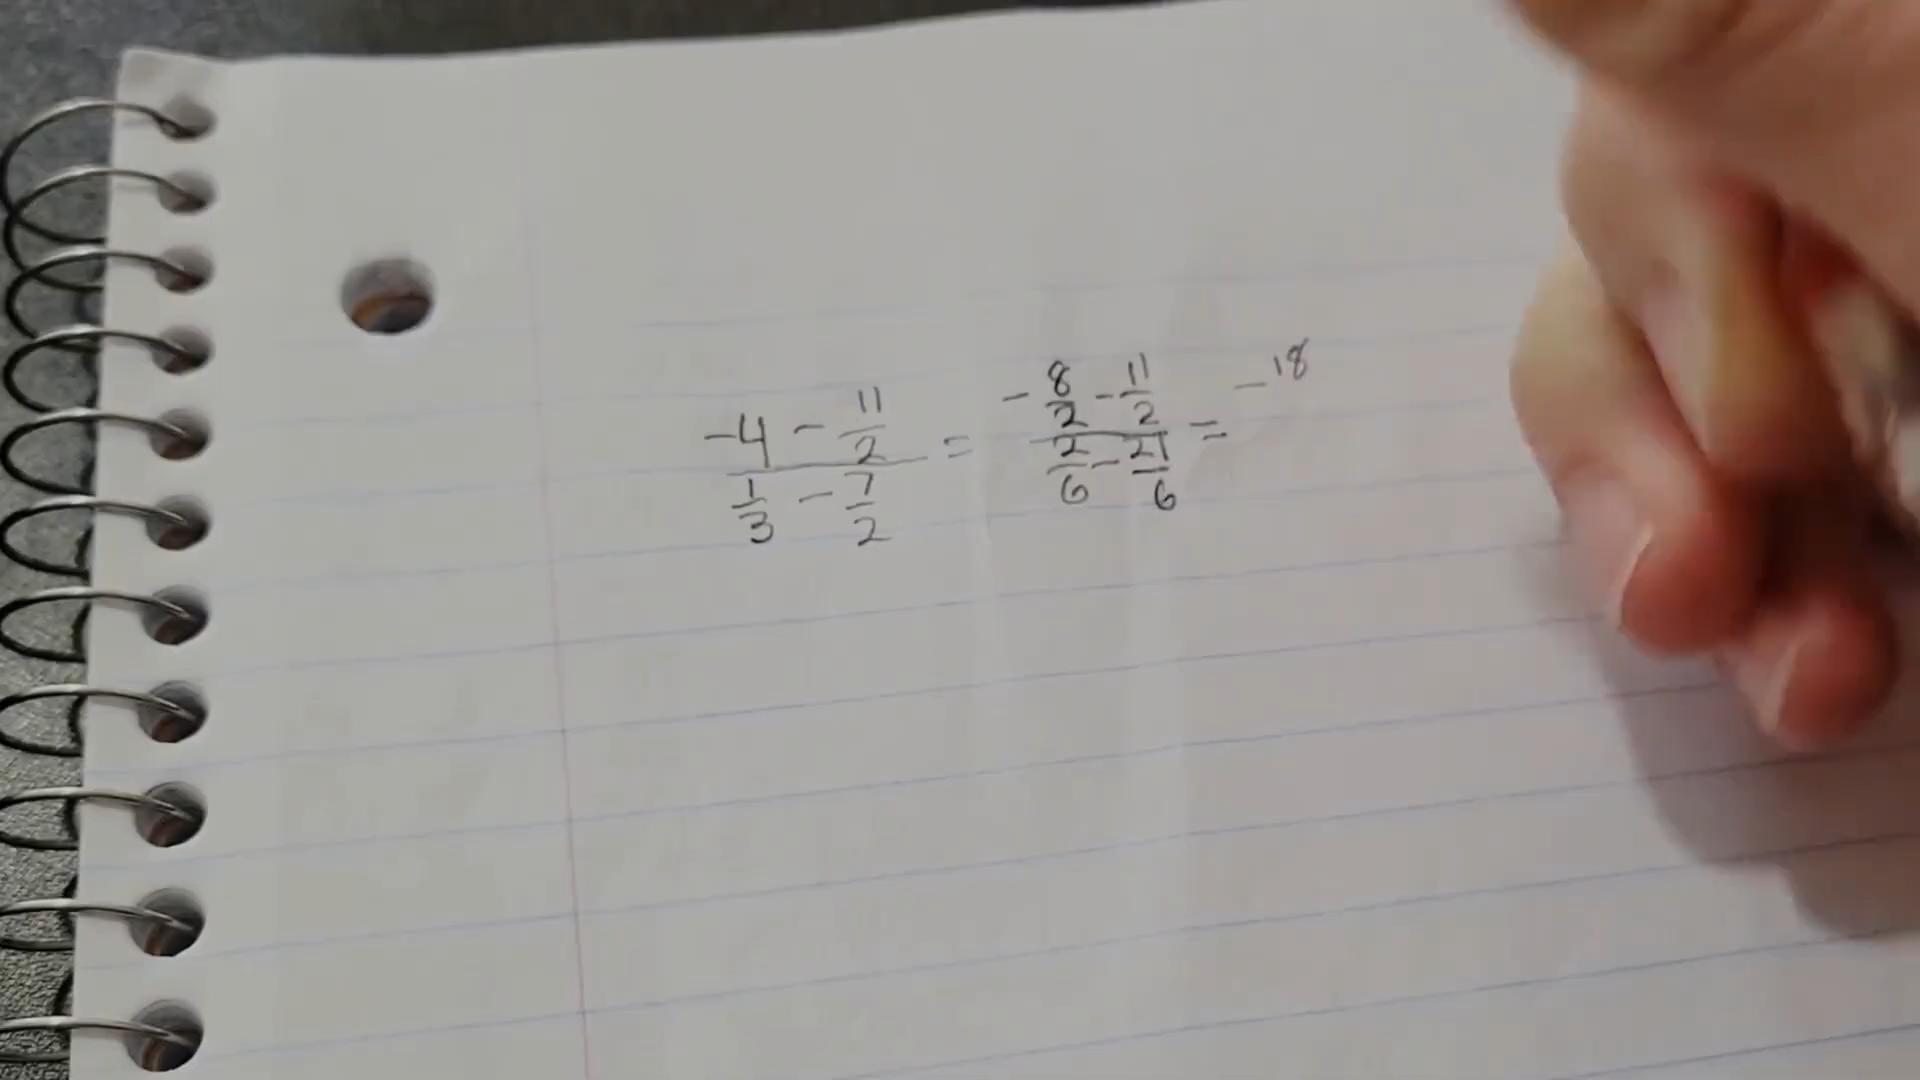 -4 - 11/2 / 1/3 - 7/2 = -8/2 - 11/2 / 2/6 - 21/6 = -18